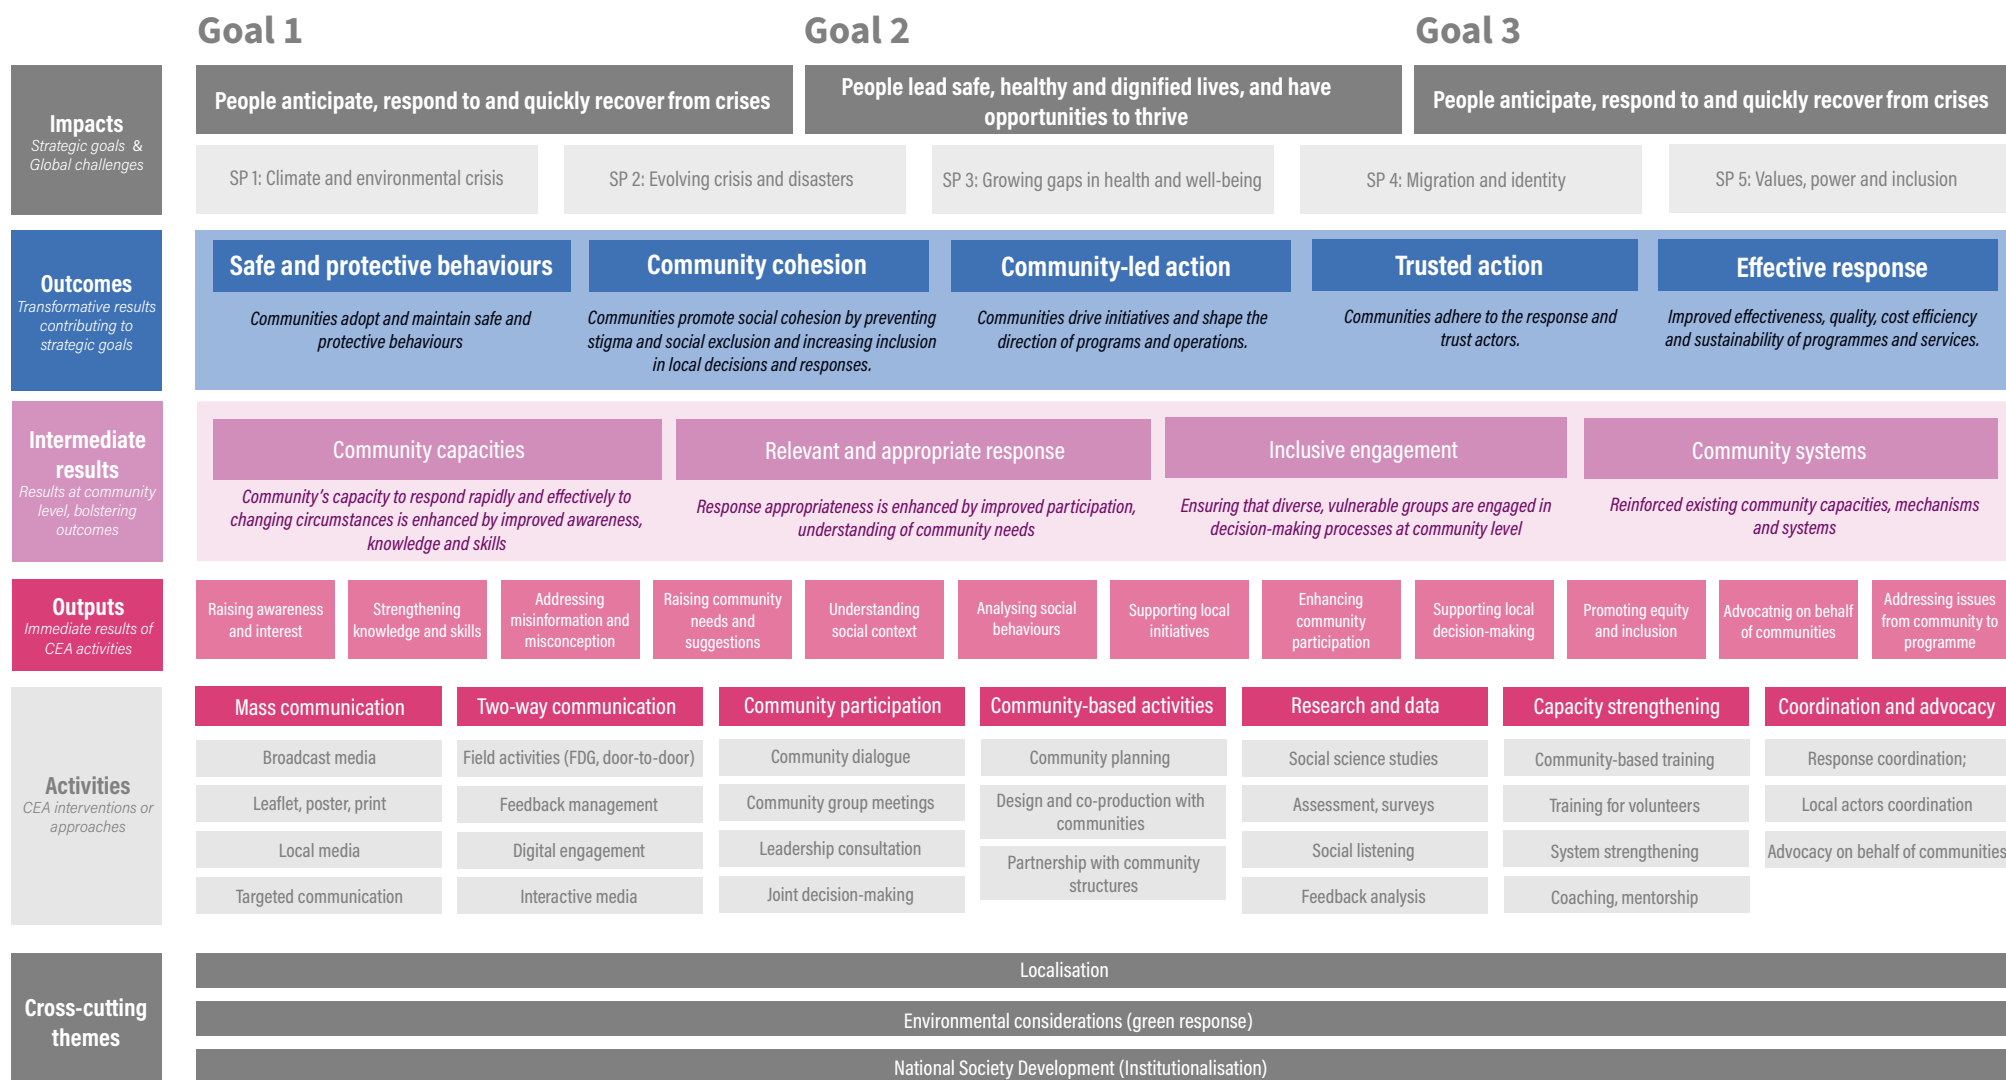 Goal 1
Goal 2
Goal 3
Impacts
Strategic goals &
Global challenges
People anticipate, respond to and quickly recover from crises
People lead safe, healthy and dignified lives, and have
opportunities to thrive
People anticipate, respond to and quickly recover from crises
SP 1: Climate and environmental crisis
SP 2: Evolving crisis and disasters
SP 3: Growing gaps in health and well-being
SP 4: Migration and identity
SP 5: Values, power and inclusion
Outcomes
Transformative results
contributing to
strategic goals
Safe and protective behaviours
Communities adopt and maintain safe and
protective behaviours
Community cohesion
Communities promote social cohesion by preventing
stigma and social exclusion and increasing inclusion
in local decisions and responses.
Community-led action
Communities drive initiatives and shape the
direction of programs and operations.
Trusted action
Communities adhere to the response and
trust actors.
Effective response
Improved effectiveness, quality, cost efficiency
and sustainability of programmes and services.
Intermediate
results
Results at community
level, bolstering
outcomes
Community capacities
Community's capacity to respond rapidly and effectively to
changing circumstances is enhanced by improved awareness,
knowledge and skills
Relevant and appropriate response
Response appropriateness is enhanced by improved participation,
understanding of community needs
Inclusive engagement
Ensuring that diverse, vulnerable groups are engaged in
decision-making processes at community level
Community systems
Reinforced existing community capacities, mechanisms
and systems
Outputs
Immediate results of
CEA activities
Raising awareness
and interest
Strengthening
knowledge and skills
Addressing
misinformation and
misconception
Raising community
needs and
suggestions
Understanding
social context
Analysing social
behaviours
Supporting local
initiatives
Enhancing
community
participation
Supporting local
decision-making
Promoting equity
and inclusion
Advocatnig on behalf
of communities
Addressing issues
from community to
programme
Activities
CEA interventions or
approaches
Mass communication
Broadcast media
Leaflet, poster, print
Local media
Targeted communication
Two-way communication
Field activities (FDG, door-to-door)
Feedback management
Digital engagement
Interactive media
Community participation
Community dialogue
Community group meetings
Leadership consultation
Joint decision-making
Community-based activities
Community planning
Design and co-production with
communities
Partnership with community
structures
Research and data
Social science studies
Assessment, surveys
Social listening
Feedback analysis
Capacity strengthening
Community-based training
Training for volunteers
System strengthening
Coaching, mentorship
Coordination and advocacy
Response coordination;
Local actors coordination
Advocacy on behalf of communities
Cross-cutting
themes
Localisation
Environmental considerations (green response)
National Society Development (Institutionalisation)